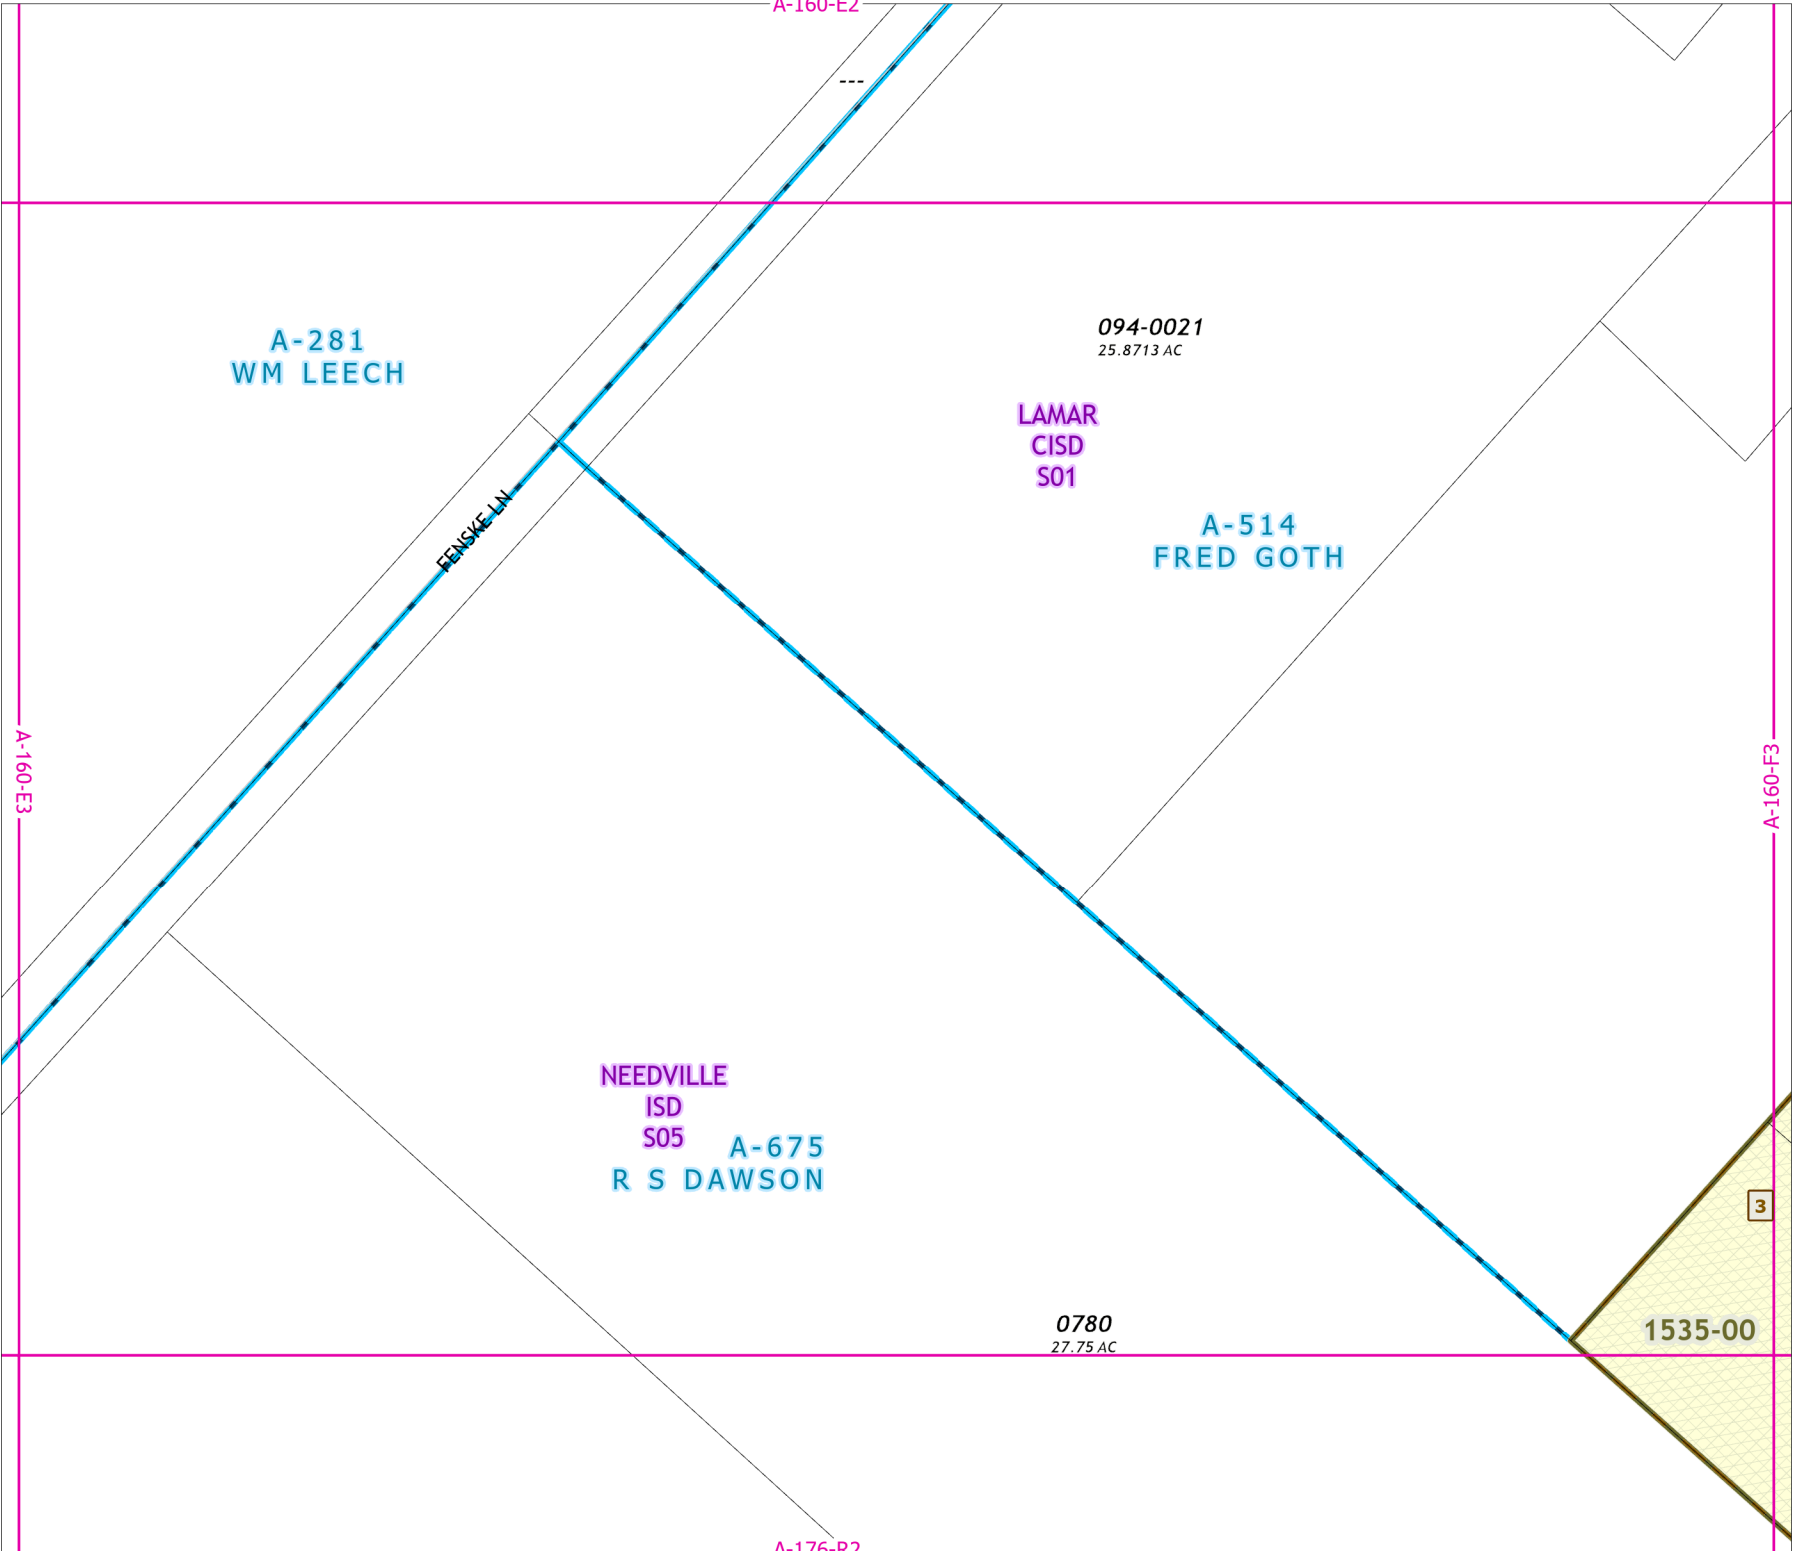 A-160-E2
---
094-0021
25.8713 AC
A-281
WM LEECH
LAMAR
CISD
S01
A-514
FRED GOTH
FENSKE LN
A-160-E3
A-160-F3
NEEDVILLE
ISD
S05
A-675
R S DAWSON
3
0780
27.75 AC
1535-00
A-176-R2